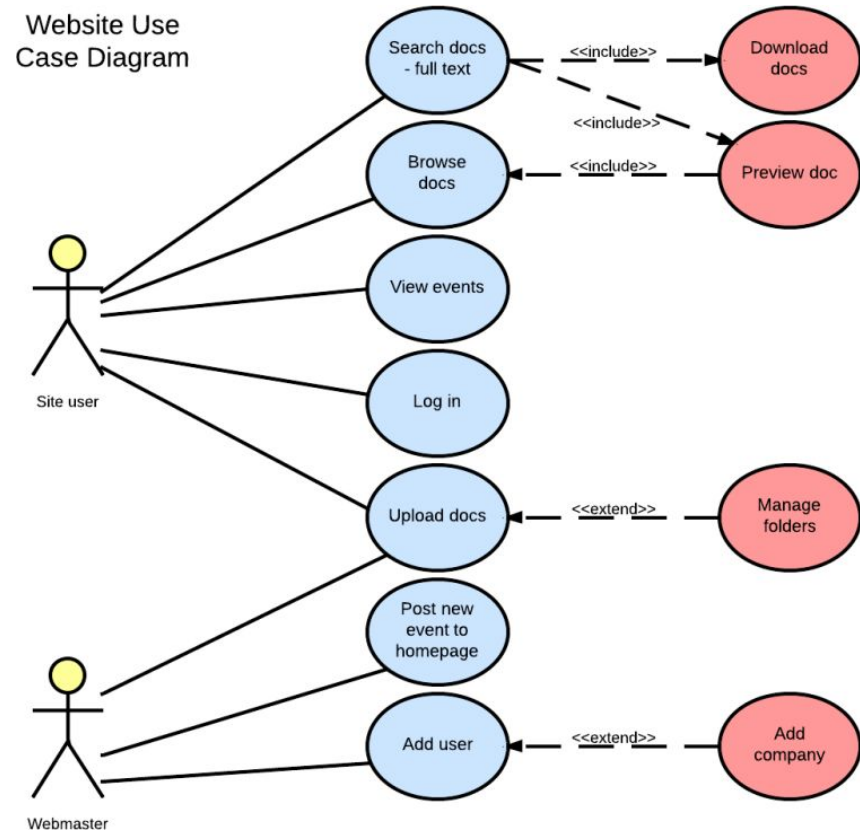 Website Use
Case Diagram
Search docs
- full text
<<include>>
Download
docs
<<include>>
Browse
docs
<<include>>
Preview doc
View events
Site user
Log in
Upload docs
<<extend>>
Manage
folders
Post new
event to
homepage
Add user
<<extend>>
Add
company
Webmaster